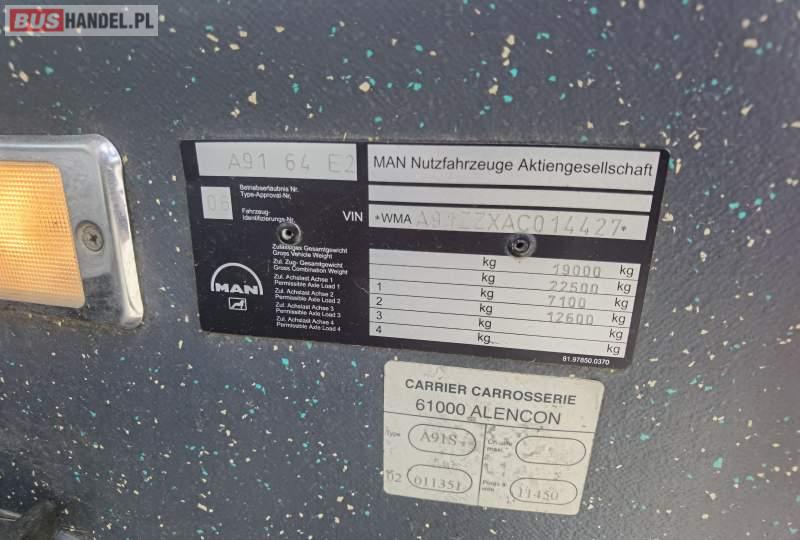 BUSHANDEL.PL
A91 64 E2
MAN Nutzfahrzeuge Aktiengesellschaft
06
Betriebserlaubnis Nr.
Type-Approval-Nr.
Fahrzeug-
Identifizierungs-Nr.
VIN
*WMA A91ZZXAC014427*
MAN
Zulässiges Gesamtgewicht
Gross Vehicle Weight
kg 19000 kg
Zul. Zug- Gesamtgewicht
Gross Combination Weight
kg 22500 kg
Zul. Achslast Achse 1
Permissible Axle Load 1
1 kg 7100 kg
Zul. Achslast Achse 2
Permissible Axle Load 2
2 kg 12600 kg
Zul. Achslast Achse 3
Permissible Axle Load 3
3 kg kg
Zul. Achslast Achse 4
Permissible Axle Load 4
4 kg kg
81.97850.0370
CARRIER CARROSSERIE
61000 ALENCON
Type A91S
02 011351
11450